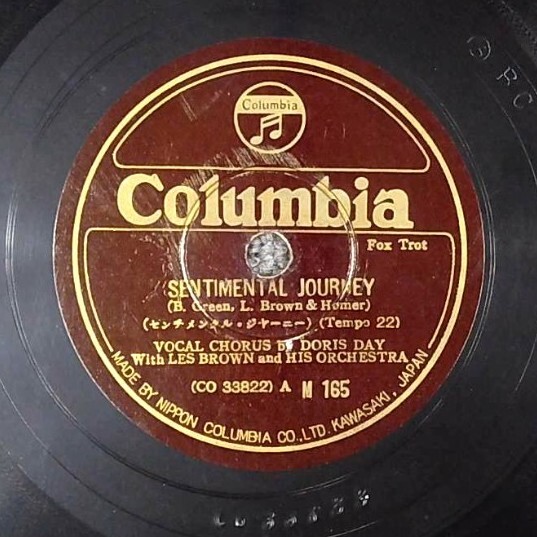 Columbia
Columbia
Fox Trot
SENTIMENTAL JOURNEY
(B. Green, L. Brown & Homer)
(センチメンタル・ジャーニー) (Tempo 22)
VOCAL CHORUS by DORIS DAY
With LES BROWN and HIS ORCHESTRA
(CO 33822) A M 165
MADE BY NIPPON COLUMBIA CO., LTD. KAWASAKI, JAPAN